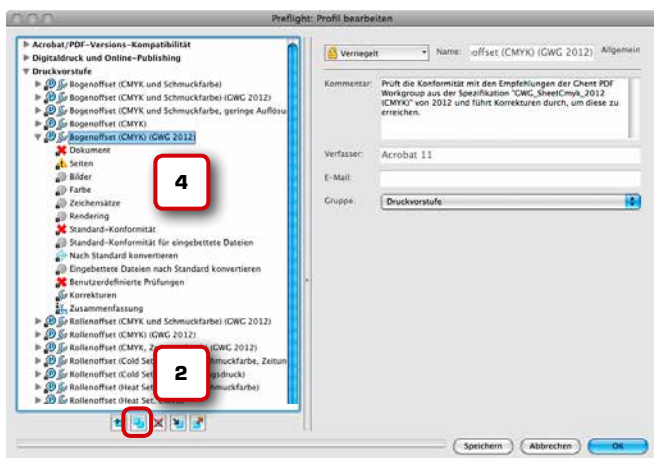 Preflight: Profil bearbeiten
Acrobat/PDF-Versions-Kompatibilität
Digitaldruck und Online-Publishing
Druckvorstufe
Bogenoffset (CMYK und Schmuckfarbe)
Bogenoffset (CMYK und Schmuckfarbe) (GWG 2012)
Bogenoffset (CMYK und Schmuckfarbe, geringe Auflösu
Bogenoffset (CMYK)
Bogenoffset (CMYK) (GWG 2012)
Dokument
Seiten
Bilder
Farbe
Zeichensätze
Rendering
Standard-Konformität
Standard-Konformität für eingebettete Dateien
Nach Standard konvertieren
Eingebettete Dateien nach Standard konvertieren
Benutzerdefinierte Prüfungen
Korrekturen
Zusammenfassung
Rollenoffset (CMYK und Schmuckfarbe) (GWG 2012)
Rollenoffset (CMYK) (GWG 2012)
Rollenoffset (CMYK, Z GWG 2012)
Rollenoffset (Cold Set hmuckfarbe, Zeitun
Rollenoffset (Cold Set gsdruck)
Rollenoffset (Heat Set hmuckfarbe)
Rollenoffset (Heat Set,
4
2
Verriegelt
Name: offset (CMYK) (GWG 2012)
Allgemein
Kommentar: Prüft die Konformität mit den Empfehlungen der Ghent PDF
Workgroup aus der Spezifikation "GWG_SheetCmyk_2012
(CMYK)" von 2012 und führt Korrekturen durch, um diese zu
erreichen.
Verfasser: Acrobat 11
E-Mail:
Gruppe: Druckvorstufe
Speichern
Abbrechen
OK